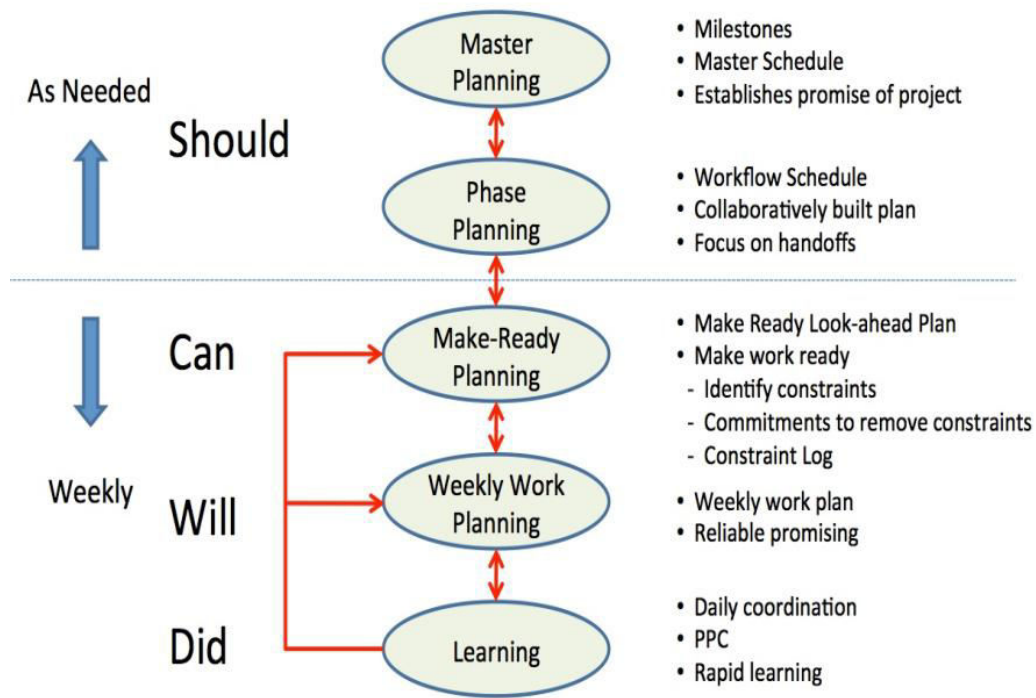 As Needed
Should
Master
Planning
• Milestones
• Master Schedule
• Establishes promise of project
Phase
Planning
• Workflow Schedule
• Collaboratively built plan
• Focus on handoffs
Can
Make-Ready
Planning
• Make Ready Look-ahead Plan
• Make work ready
- Identify constraints
- Commitments to remove constraints
- Constraint Log
Weekly
Will
Weekly Work
Planning
• Weekly work plan
• Reliable promising
Did
Learning
• Daily coordination
• PPC
• Rapid learning